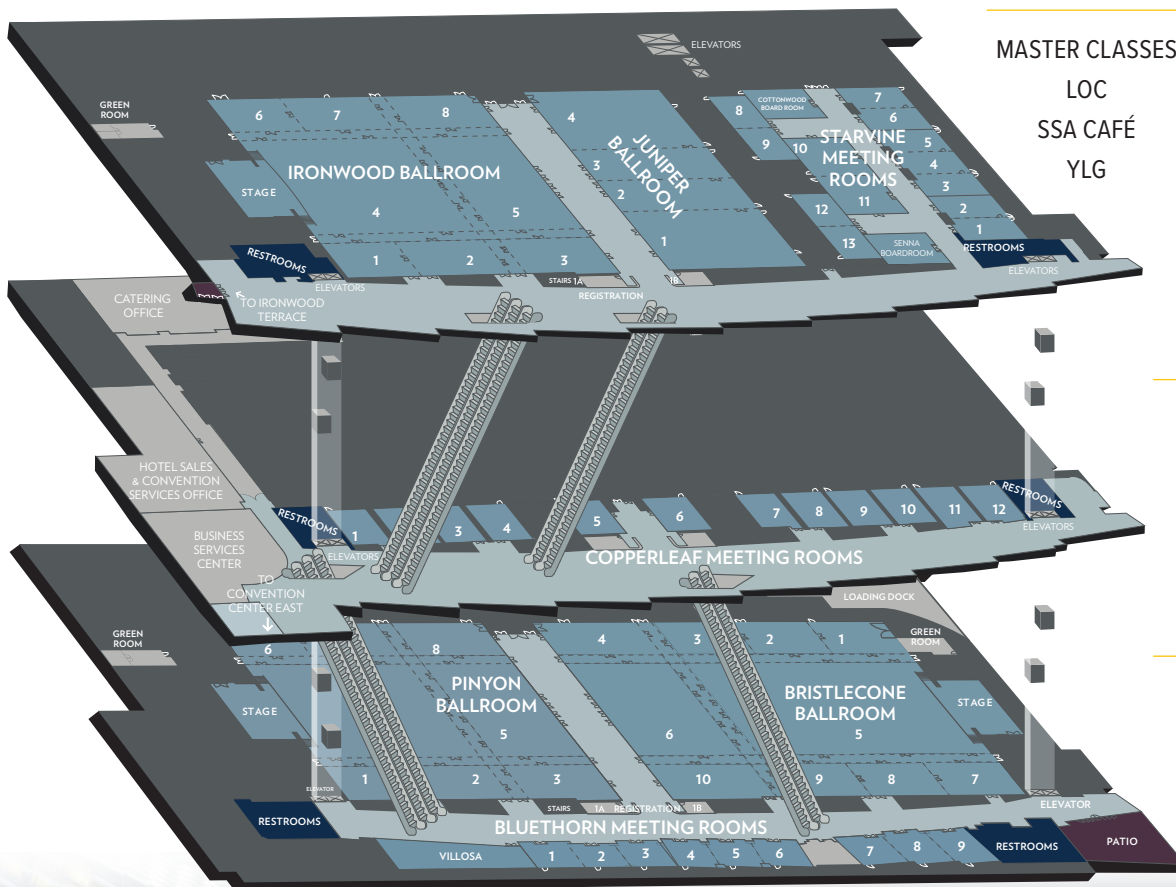 MASTER CLASSES
LOC
SSA CAFÉ
YLG
ELEVATORS
GREEN
ROOM
6
7
8
STAGE
IRONWOOD BALLROOM
4
5
1
2
3
4
3
2
1
JUNIPER
BALLROOM
8
9
COTTONWOOD
BOARD ROOM
10
STARVINE
MEETING
ROOMS
11
12
13
SENNA
BOARDROOM
7
6
5
4
3
2
1
RESTROOMS
ELEVATORS
RESTROOMS
ELEVATORS
STAIRS 1A
1B
REGISTRATION
TO IRONWOOD
TERRACE
CATERING
OFFICE
HOTEL SALES
& CONVENTION
SERVICES OFFICE
BUSINESS
SERVICES
CENTER
TO
CONVENTION
CENTER EAST
RESTROOMS
ELEVATORS
1
3
4
5
6
7
8
9
10
11
12
RESTROOMS
ELEVATORS
COPPERLEAF MEETING ROOMS
LOADING DOCK
GREEN
ROOM
GREEN
ROOM
6
8
STAGE
PINYON
BALLROOM
5
1
2
3
4
3
2
1
BRISTLECONE
BALLROOM
6
5
STAGE
10
9
8
7
ELEVATOR
ELEVATOR
STAIRS
1A
REGISTRATION
1B
RESTROOMS
BLUETHORN MEETING ROOMS
VILLOSA
1
2
3
4
5
6
7
8
9
RESTROOMS
PATIO